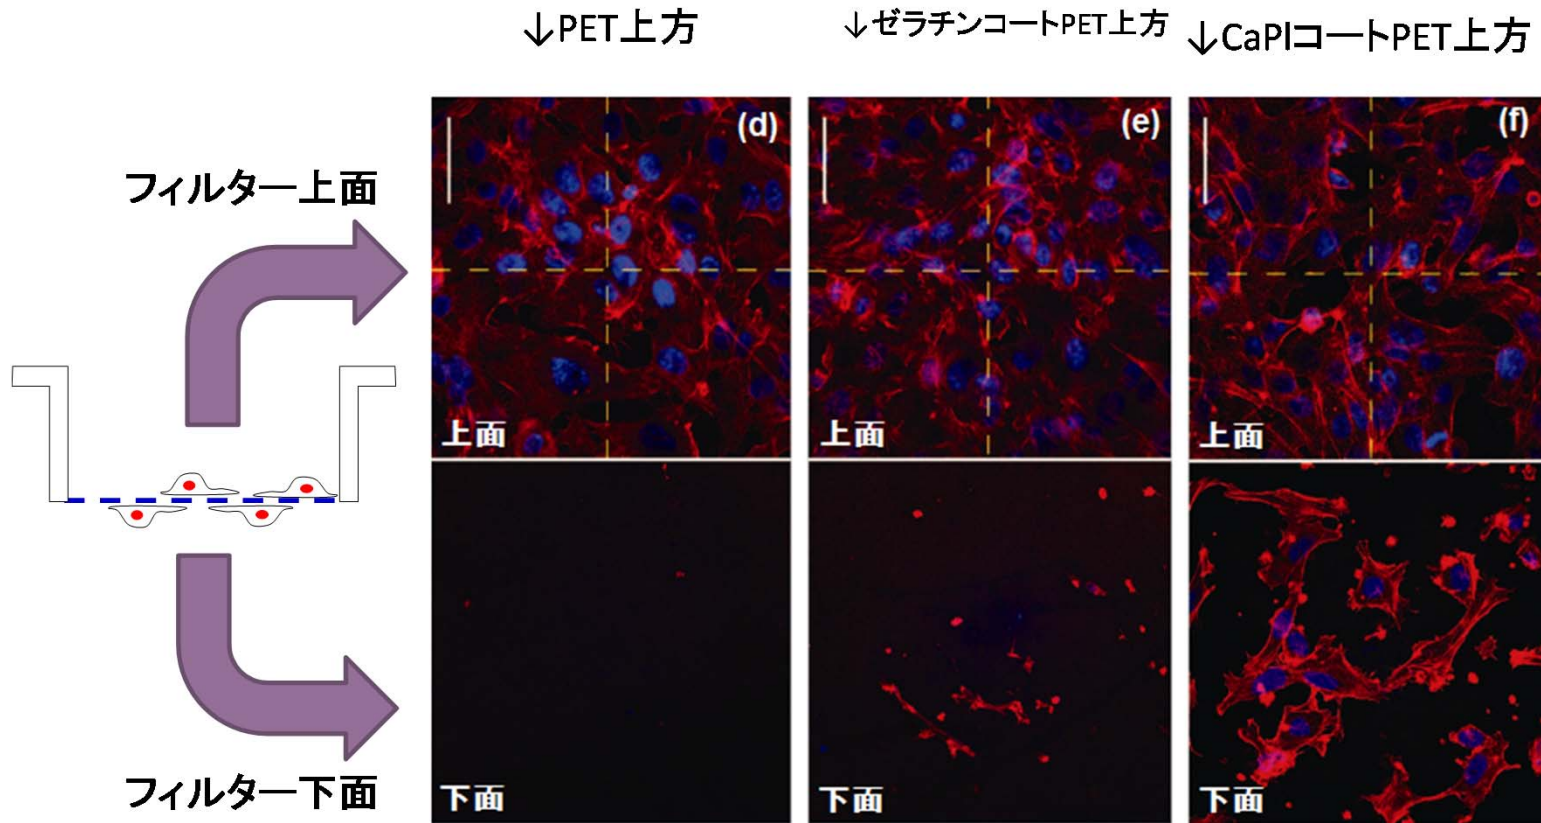 ↓PET上方
↓ゼラチンコートPET上方
↓CaPIコートPET上方
フィルター上面
(d)
(e)
(f)
上面
上面
上面
フィルター下面
下面
下面
下面